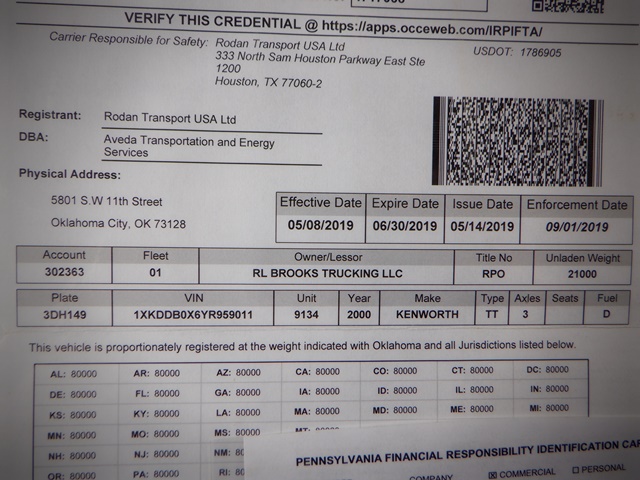 VERIFY THIS CREDENTIAL @ https://apps.occeweb.com/IRPIFTA/
Carrier Responsible for Safety: Rodan Transport USA Ltd USDOT: 1786905
333 North Sam Houston Parkway East Ste
1200
Houston, TX 77060-2
Registrant: Rodan Transport USA Ltd
DBA: Aveda Transportation and Energy
Services
Physical Address:
5801 S.W 11th Street
Oklahoma City, OK 73128
Effective Date Expire Date Issue Date Enforcement Date
05/08/2019 06/30/2019 05/14/2019 09/01/2019
Account Fleet Owner/Lessor Title No Unladen Weight
302363 01 RL BROOKS TRUCKING LLC RPO 21000
Plate VIN Unit Year Make Type Axles Seats Fuel
3DH149 1XKDDB0X6YR959011 9134 2000 KENWORTH TT 3 D
This vehicle is proportionately registered at the weight indicated with Oklahoma and all Jurisdictions listed below.
AL: 80000 AR: 80000 AZ: 80000 CA: 80000 CO: 80000 CT: 80000 DC: 80000
DE: 80000 FL: 80000 GA: 80000 IA: 80000 ID: 80000 IL: 80000 IN: 80000
KS: 80000 KY: 80000 LA: 80000 MA: 80000 MD: 80000 ME: 80000 MI: 80000
MN: 80000 MO: 80000 MS: 80000
NH: 80000 NJ: 80000 NM:
OR: 80000 PA: 80000 RI:
PENNSYLVANIA FINANCIAL RESPONSIBILITY IDENTIFICATION
COMPANY COMMERCIAL PERSONAL